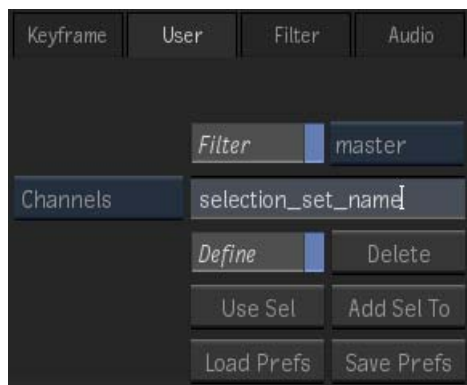 Keyframe User Filter Audio
Filter master
Channels selection_set_name
Define Delete
Use Sel Add Sel To
Load Prefs Save Prefs